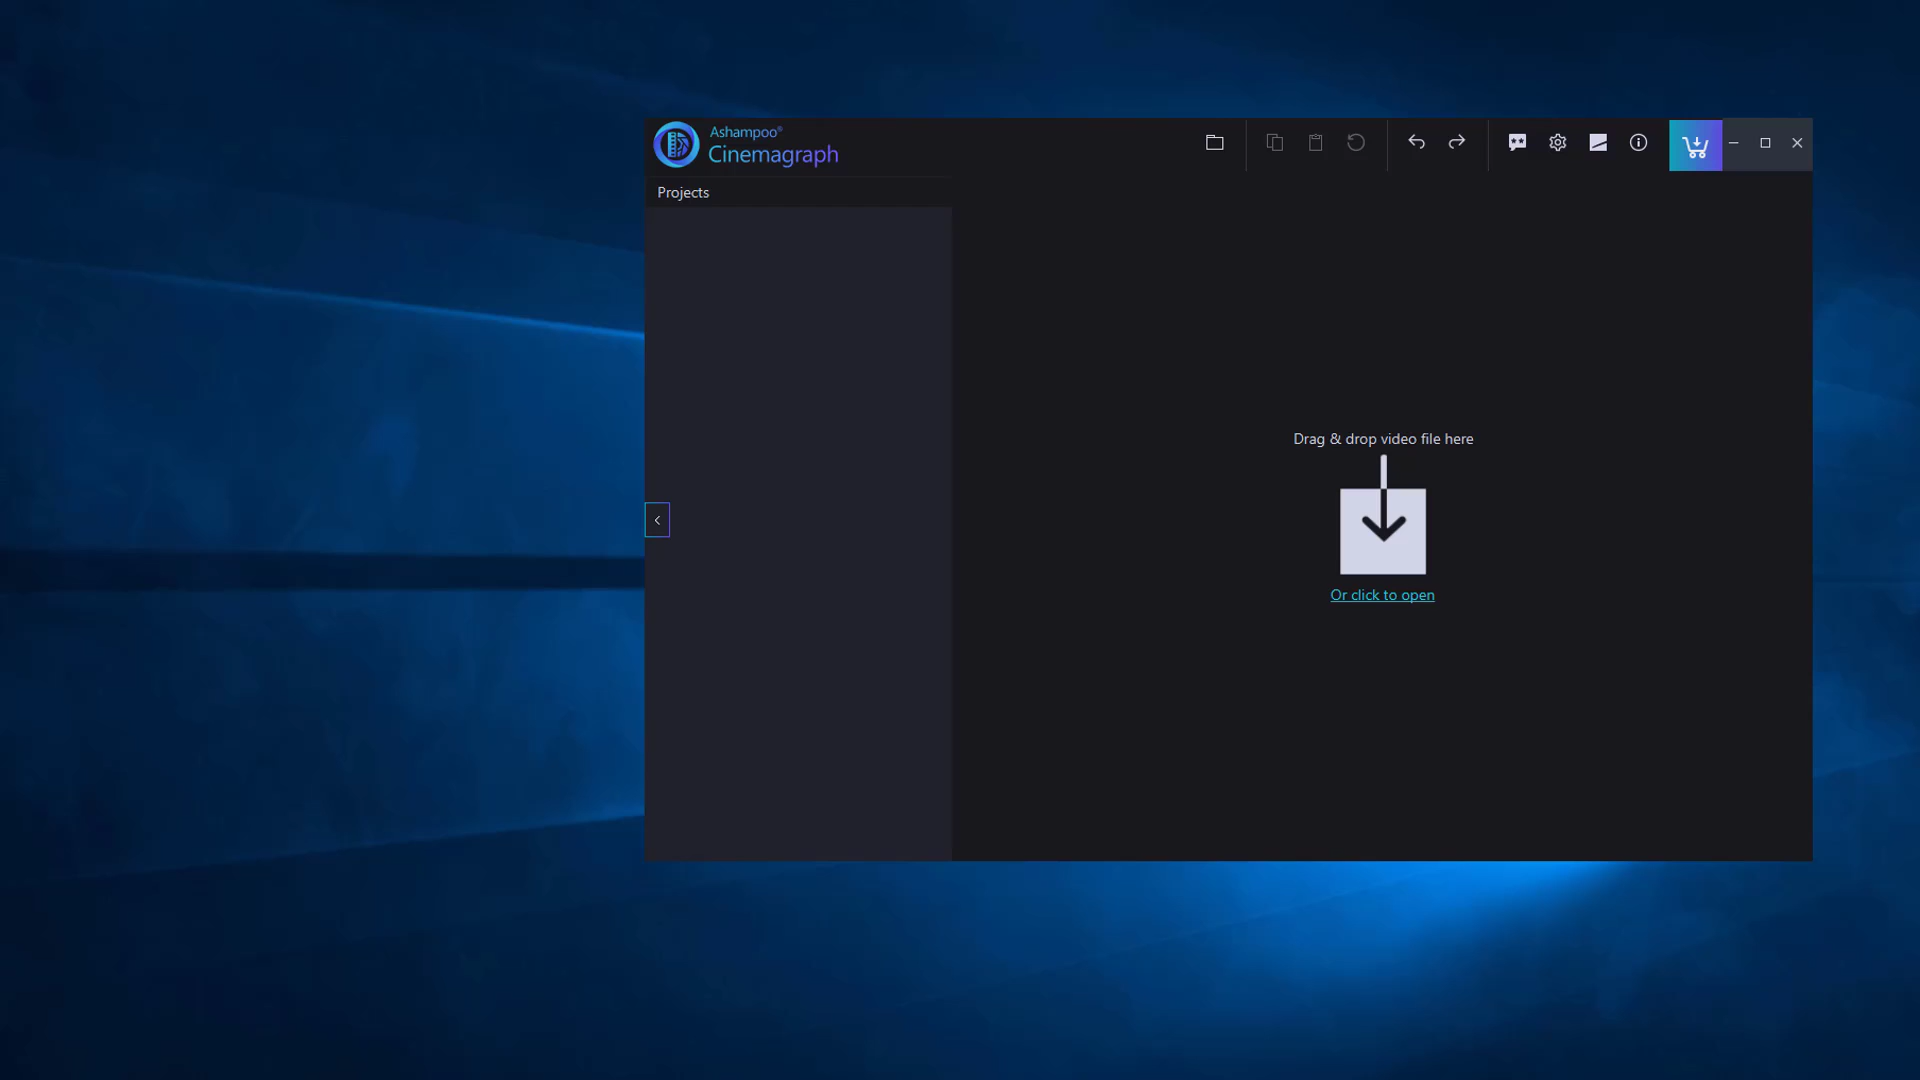 Ashampoo®
Cinemagraph
Projects
Drag & drop video file here
Or click to open